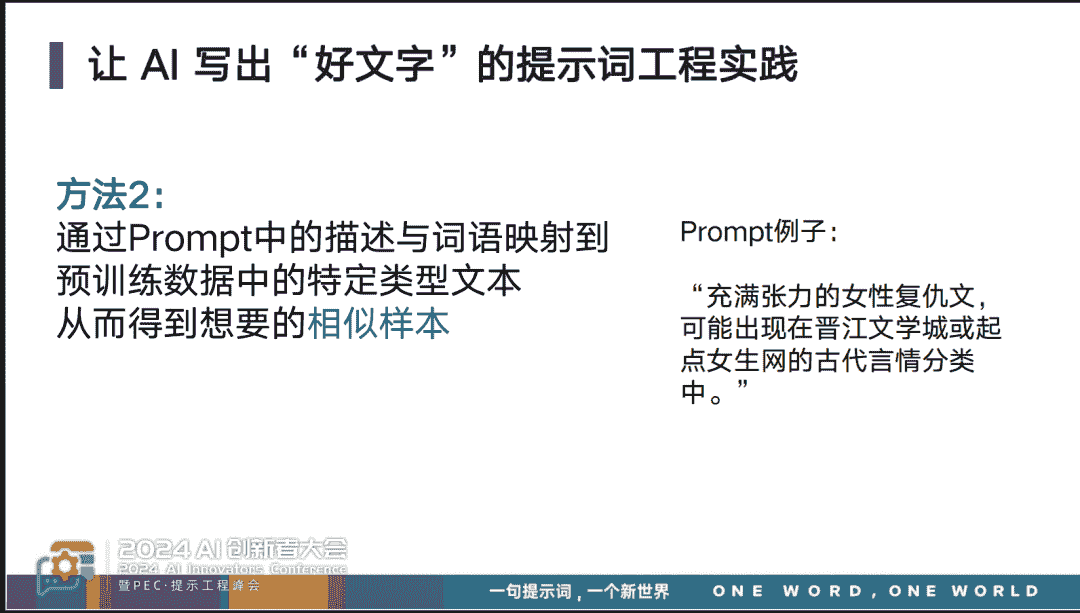 让 AI 写出“好文字”的提示词工程实践
方法2：
通过Prompt中的描述与词语映射到
预训练数据中的特定类型文本
从而得到想要的相似样本
Prompt例子：
“充满张力的女性复仇文，
可能出现在晋江文学城或起
点女生网的古代言情分类
中。”
2024 AI 创新者大会
2024 AI Innovators Conference
暨PEC·提示工程峰会
一句提示词，一个新世界
ONE WORD, ONE WORLD